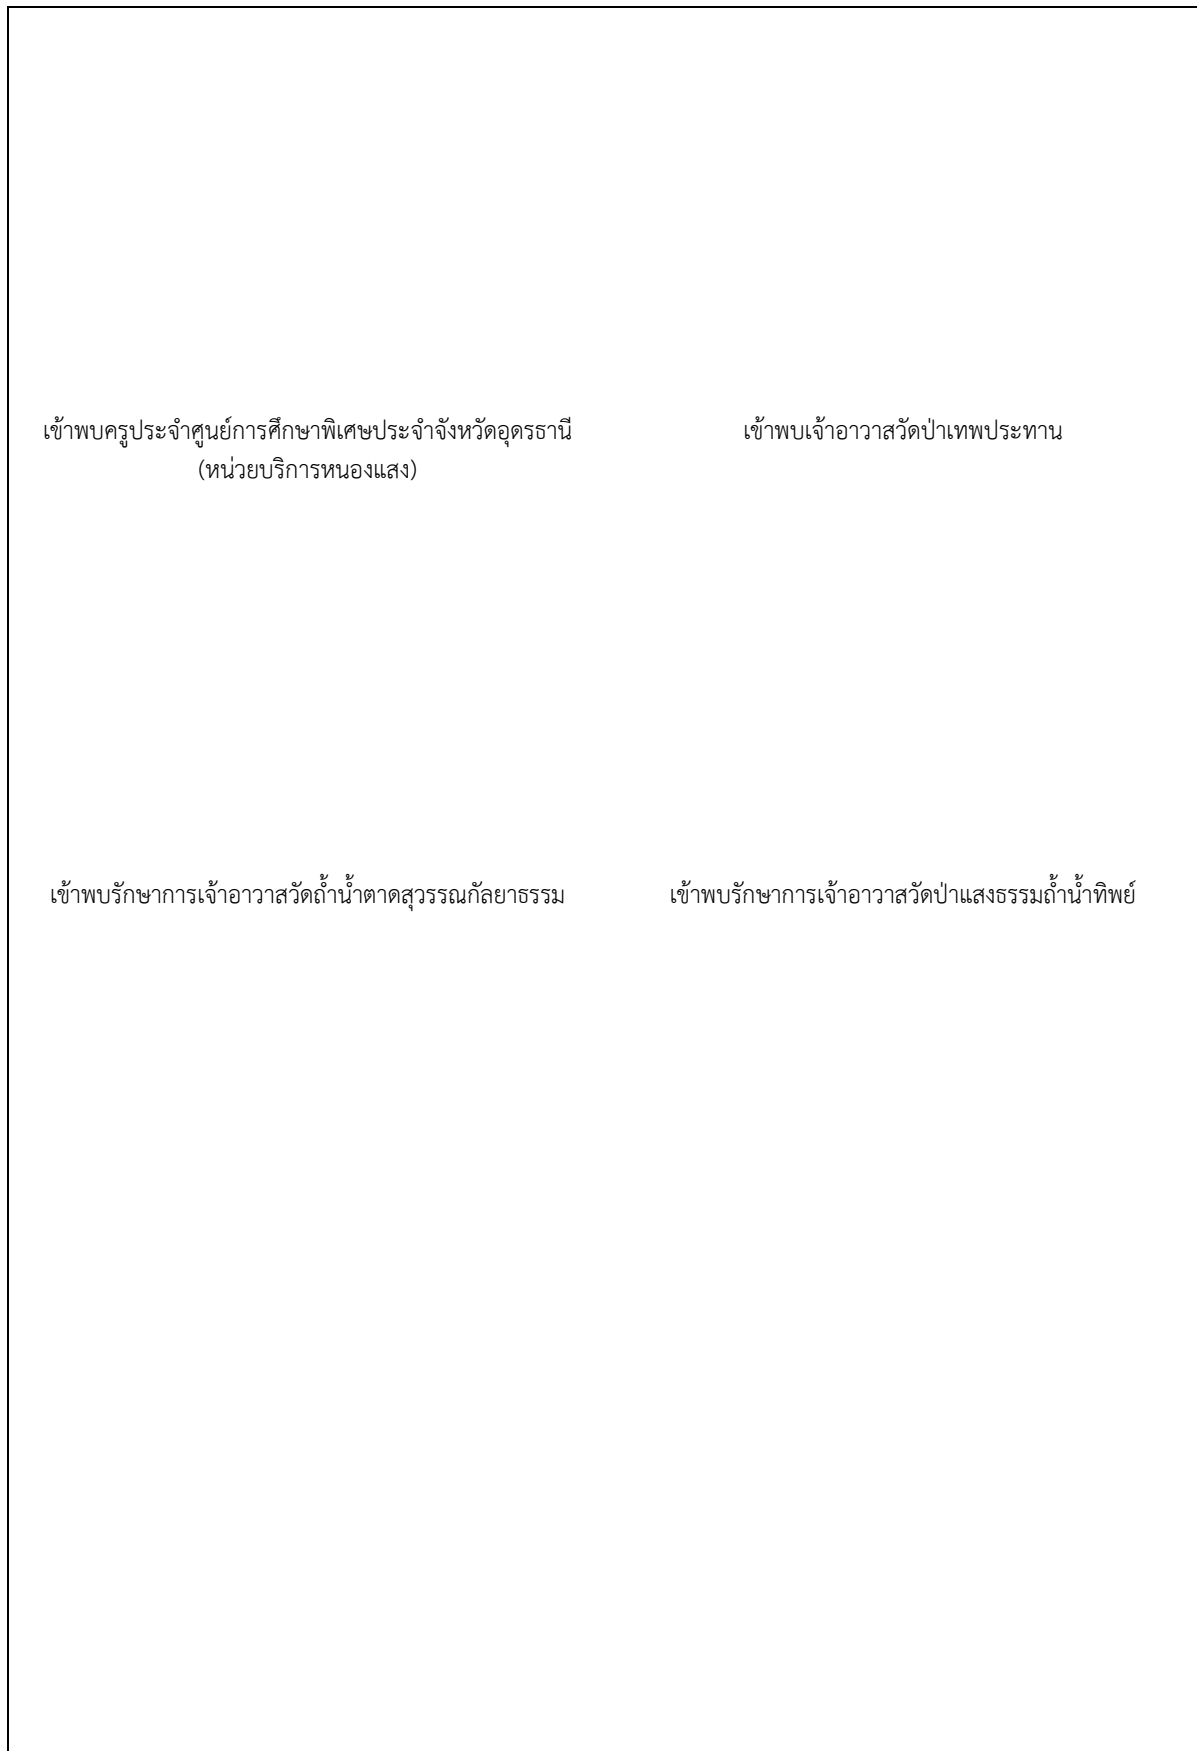 เข้าพบครูประจำศูนย์การศึกษาพิเศษประจำจังหวัดอุดรธานี
(หน่วยบริการหนองแสง)
เข้าพบเจ้าอาวาสวัดป่าเทพประทาน
เข้าพบรักษาการเจ้าอาวาสวัดถ้ำน้ำตาดสุวรรณกัลยาธรรม
เข้าพบรักษาการเจ้าอาวาสวัดป่าแสงธรรมถ้ำน้ำทิพย์